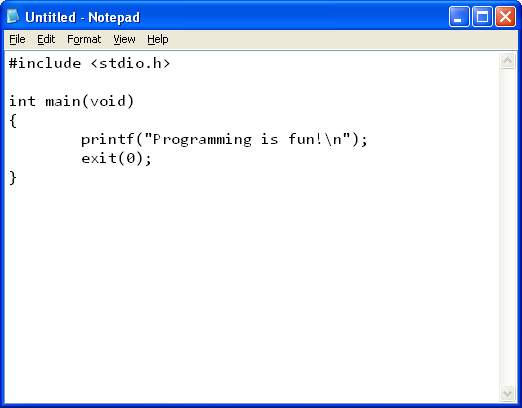 Untitled - Notepad
File Edit Format View Help
#include <stdio.h>

int main(void)
{
        printf("Programming is fun!\n");
        exit(0);
}